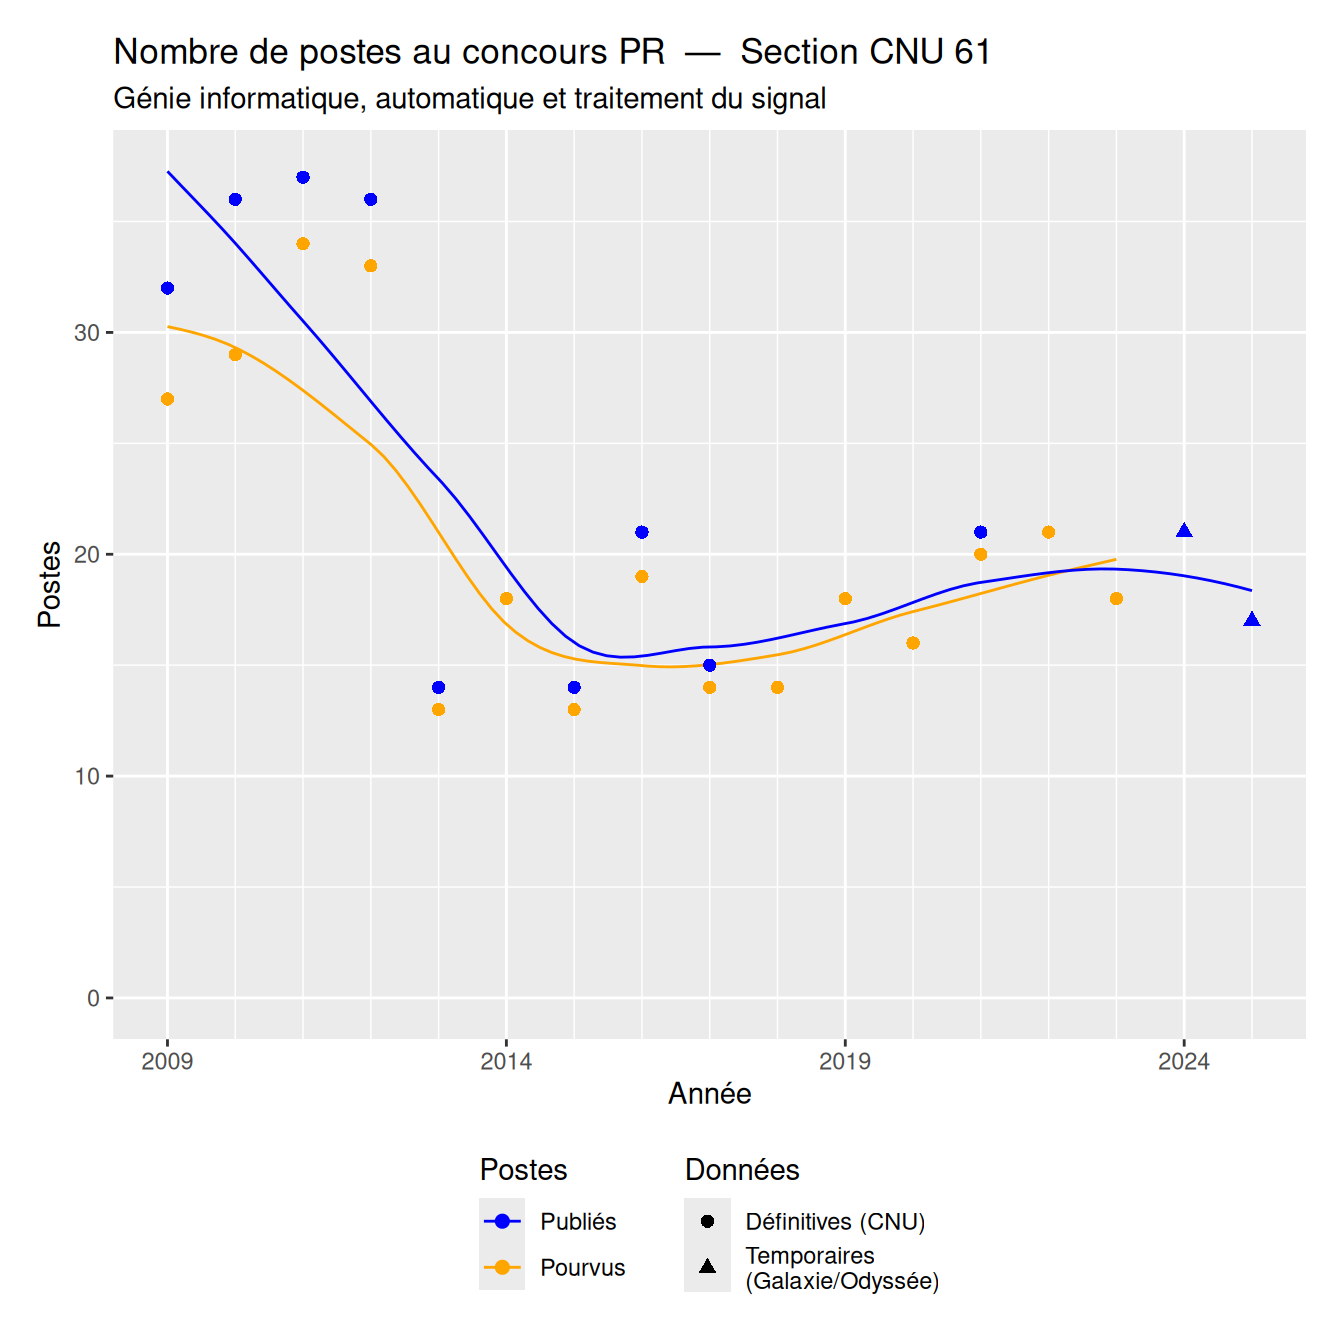 Nombre de postes au concours PR — Section CNU 61
Génie informatique, automatique et traitement du signal
Postes
30
20
10
0
2009
2014
2019
2024
Année
Postes
Publiés
Pourvus
Données
Définitives (CNU)
Temporaires
(Galaxie/Odyssée)